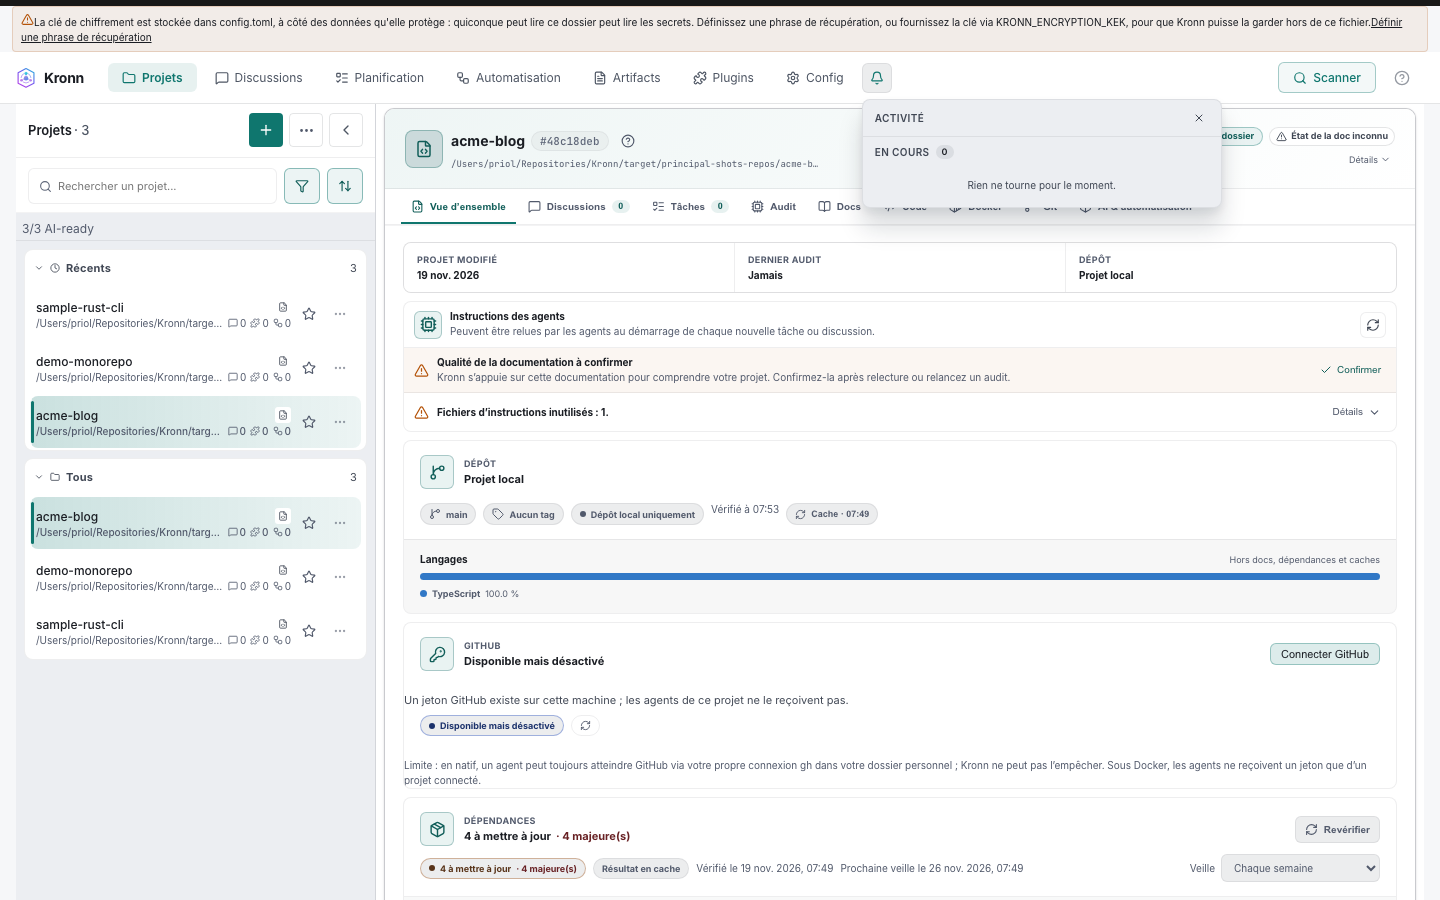 La clé de chiffrement est stockée dans config.toml, à côté des données qu'elle protège : quiconque peut lire ce dossier peut lire les secrets. Définissez une phrase de récupération, ou fournissez la clé via KRONN_ENCRYPTION_KEK, pour que Kronn puisse la garder hors de ce fichier.Définir
une phrase de récupération
Kronn
Projets
Discussions
Planification
Automatisation
Artifacts
Plugins
Config
Scanner
Projets · 3
Rechercher un projet...
3/3 AI-ready
Récents 3
sample-rust-cli
/Users/priol/Repositories/Kronn/targe... 0 0 0
demo-monorepo
/Users/priol/Repositories/Kronn/targe... 0 0 0
acme-blog
/Users/priol/Repositories/Kronn/targ... 0 0 0
Tous 3
acme-blog
/Users/priol/Repositories/Kronn/targ... 0 0 0
demo-monorepo
/Users/priol/Repositories/Kronn/targe... 0 0 0
sample-rust-cli
/Users/priol/Repositories/Kronn/targe... 0 0 0
acme-blog #48c18deb
/Users/priol/Repositories/Kronn/target/principal-shots-repos/acme-b...
ACTIVITÉ
EN COURS 0
Rien ne tourne pour le moment.
dossier
État de la doc inconnu
Détails
Vue d'ensemble
Discussions 0
Tâches 0
Audit
Docs
PROJET MODIFIÉ
19 nov. 2026
DERNIER AUDIT
Jamais
DÉPÔT
Projet local
Instructions des agents
Peuvent être relues par les agents au démarrage de chaque nouvelle tâche ou discussion.
Qualité de la documentation à confirmer
Kronn s’appuie sur cette documentation pour comprendre votre projet. Confirmez-la après relecture ou relancez un audit.
Confirmer
Fichiers d’instructions inutilisés : 1.
Détails
DÉPÔT
Projet local
main
Aucun tag
Dépôt local uniquement
Vérifié à 07:53
Cache · 07:49
Langages
Hors docs, dépendances et caches
TypeScript 100.0 %
GITHUB
Disponible mais désactivé
Connecter GitHub
Un jeton GitHub existe sur cette machine ; les agents de ce projet ne le reçoivent pas.
Disponible mais désactivé
Limite : en natif, un agent peut toujours atteindre GitHub via votre propre connexion gh dans votre dossier personnel ; Kronn ne peut pas l’empêcher. Sous Docker, les agents ne reçoivent un jeton que d’un
projet connecté.
DÉPENDANCES
4 à mettre à jour · 4 majeure(s)
Revérifier
4 à mettre à jour · 4 majeure(s)
Résultat en cache
Vérifié le 19 nov. 2026, 07:49
Prochaine veille le 26 nov. 2026, 07:49
Veille
Chaque semaine